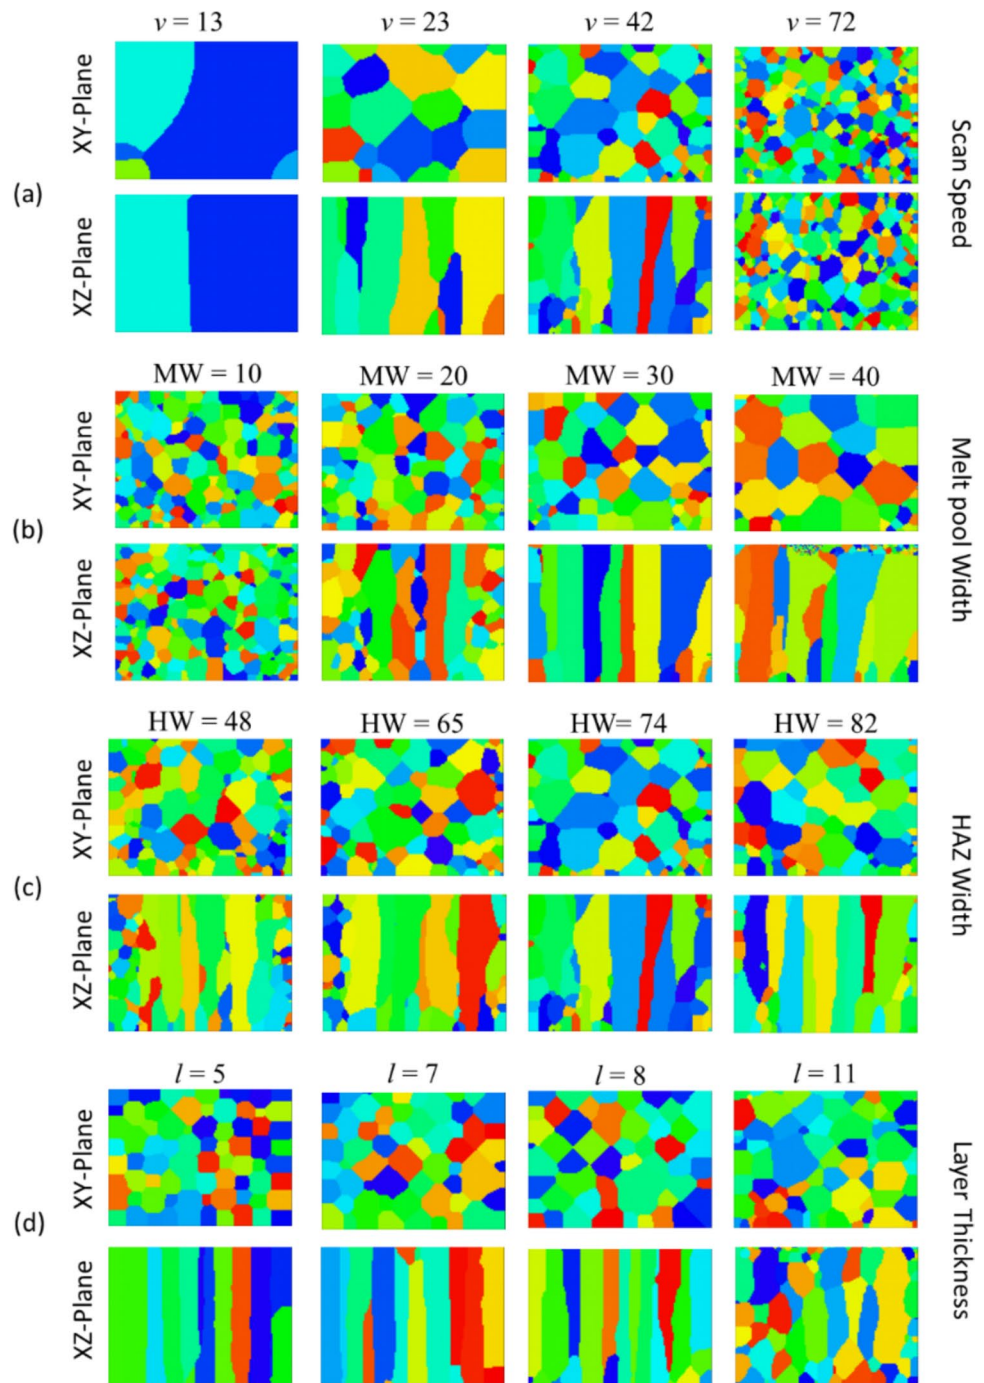 v = 13 v = 23 v = 42 v = 72
XY-Plane
(a)
XZ-Plane
Scan Speed
MW = 10 MW = 20 MW = 30 MW = 40
XY-Plane
(b)
XZ-Plane
Melt pool Width
HW = 48 HW = 65 HW= 74 HW = 82
XY-Plane
(c)
XZ-Plane
HAZ Width
l = 5 l = 7 l = 8 l = 11
XY-Plane
(d)
XZ-Plane
Layer Thickness